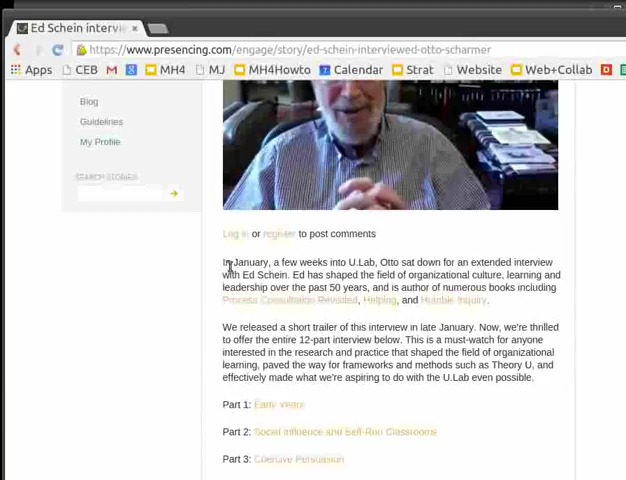 Ed Schein intervi
https://www.presencing.com/engage/story/ed-schein-interviewed-otto-scharmer
Apps CEB MH4 MJ MH4Howto Calendar Strat Website Web+Collab
Blog
Guidelines
My Profile
SEARCH STORIES:
Log in or register to post comments
In January, a few weeks into U.Lab, Otto sat down for an extended interview
with Ed Schein. Ed has shaped the field of organizational culture, learning and
leadership over the past 50 years, and is author of numerous books including
Process Consultation Revisited, Helping, and Humble Inquiry.
We released a short trailer of this interview in late January. Now, we're thrilled
to offer the entire 12-part interview below. This is a must-watch for anyone
interested in the research and practice that shaped the field of organizational
learning, paved the way for frameworks and methods such as Theory U, and
effectively made what we're aspiring to do with the U.Lab even possible.
Part 1: Early Years
Part 2: Social Influence and Self-Run Classrooms
Part 3: Coersive Persuasion